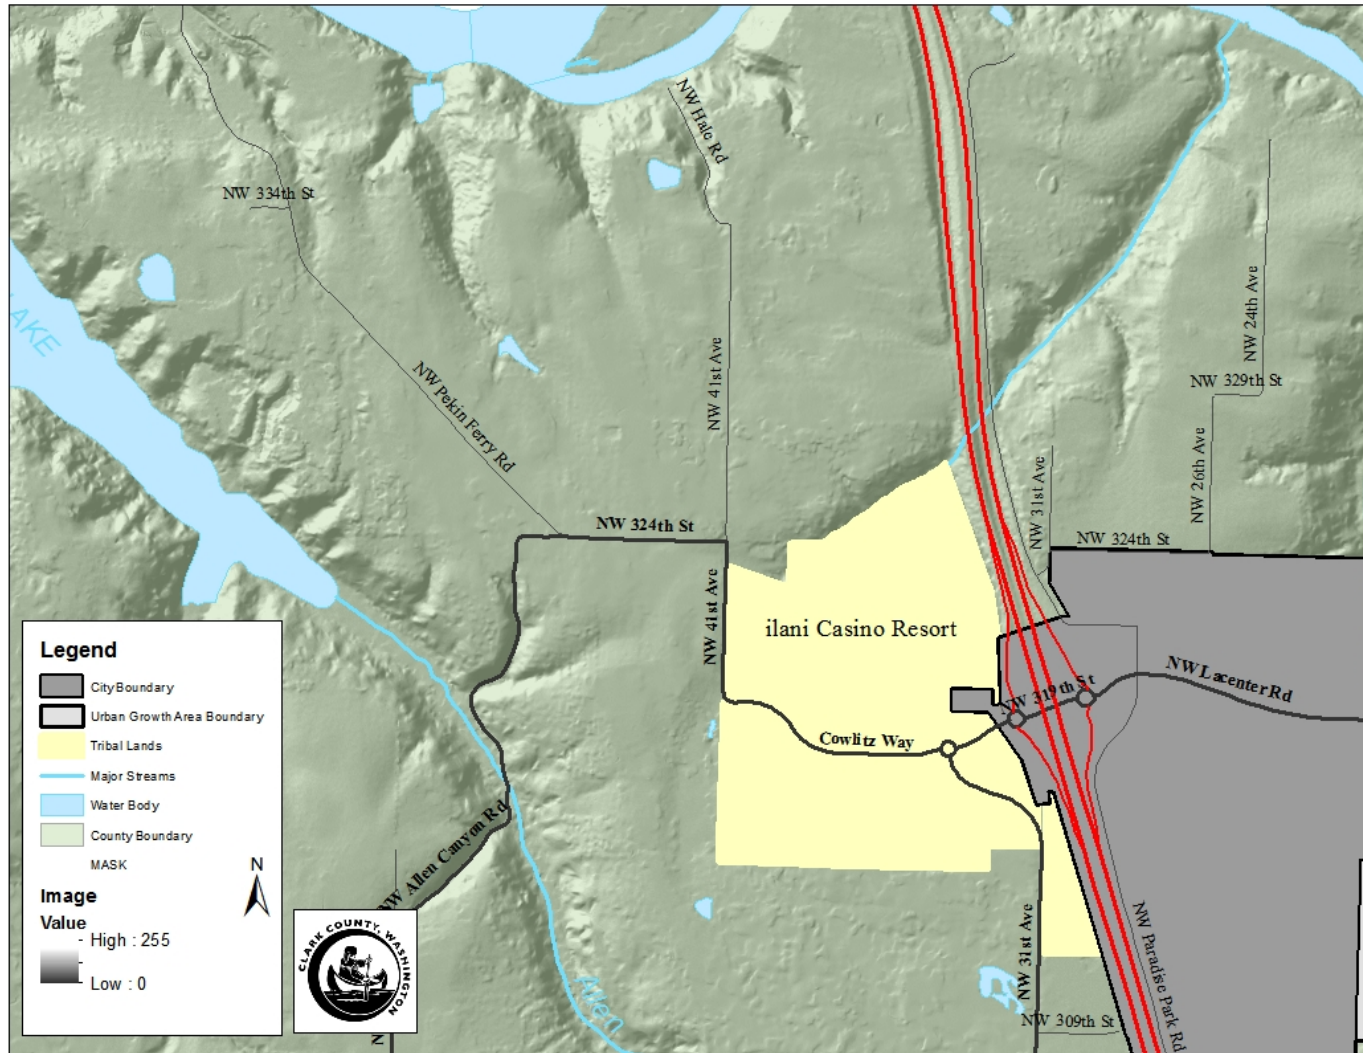 NW Halo Rd
NW 334th St
LAKE
NW 24th Ave
NW 41st Ave
NW Pekin Ferry Rd
NW 329th St
NW 26th Ave
NW 31st Ave
NW 324th St
NW 324th St
NW 41st Ave
ilani Casino Resort
NW 319th St
NW Lacenter Rd
Cowlitz Way
NW Allen Canyon Rd
NW 31st Ave
NW Paradise Park Rd
Allen
NW 309th St
N
Legend
City Boundary
Urban Growth Area Boundary
Tribal Lands
Major Streams
Water Body
County Boundary
MASK
N
Image
Value
High : 255
Low : 0
CLARK COUNTY, WASHINGTON